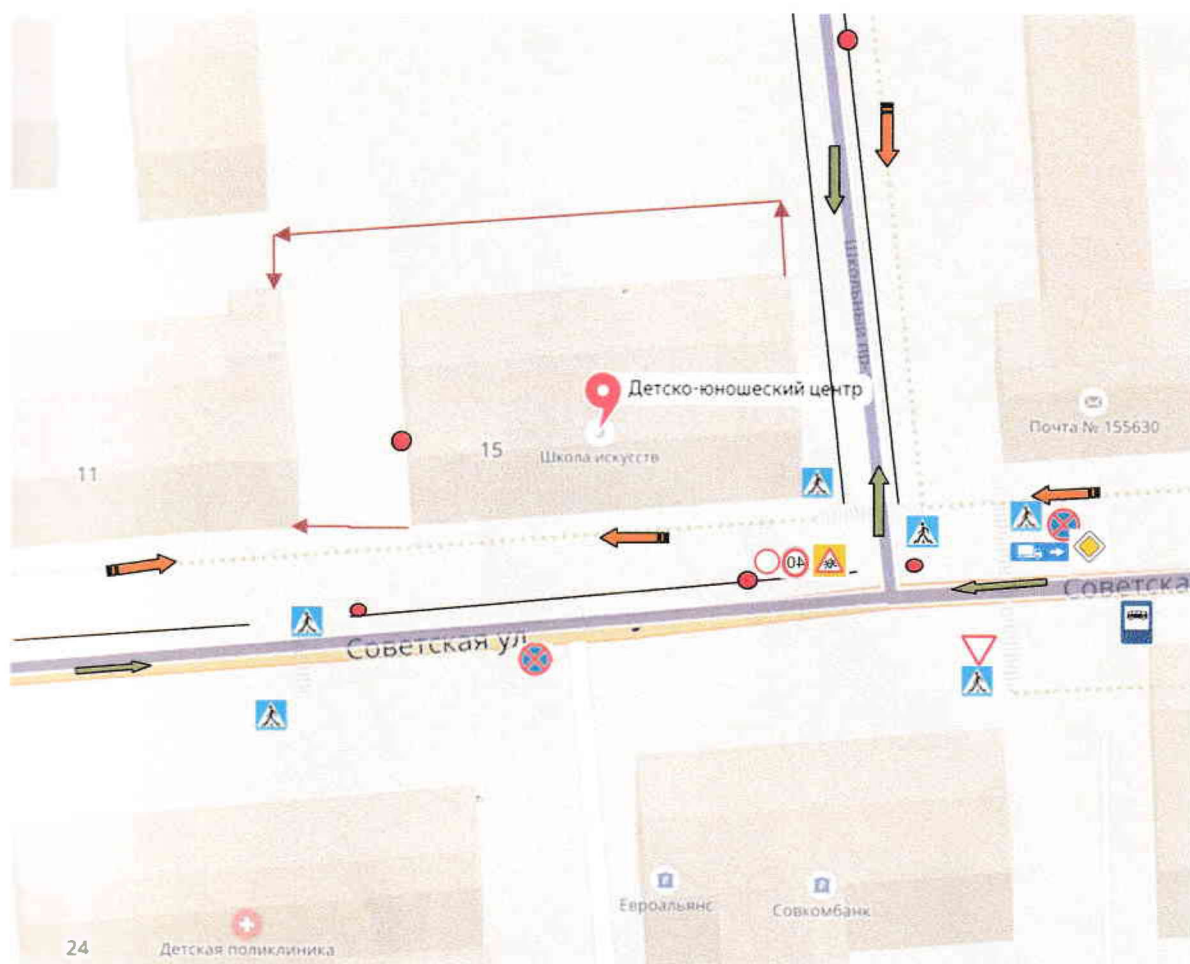 Школьный пр.
Детско-юношеский центр
15
Школа искусств
11
Почта № 155630
40
Советска
Советская ул
Евроальянс
Совкомбанк
24
Детская поликлиника